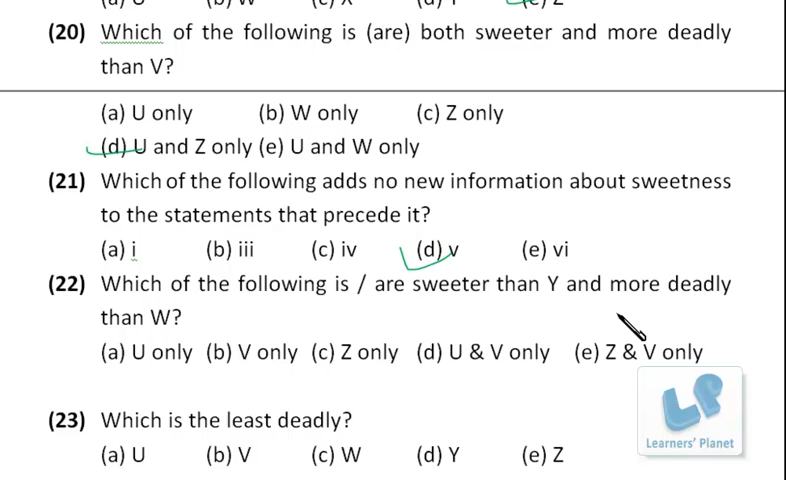 (a) U (b) W (c) X (d) Y (e) Z
(20) Which of the following is (are) both sweeter and more deadly
than V?
(a) U only (b) W only (c) Z only
(d) U and Z only (e) U and W only
(21) Which of the following adds no new information about sweetness
to the statements that precede it?
(a) i (b) iii (c) iv (d) v (e) vi
(22) Which of the following is / are sweeter than Y and more deadly
than W?
(a) U only (b) V only (c) Z only (d) U & V only (e) Z & V only
(23) Which is the least deadly?
(a) U (b) V (c) W (d) Y (e) Z
LP
Learners' Planet